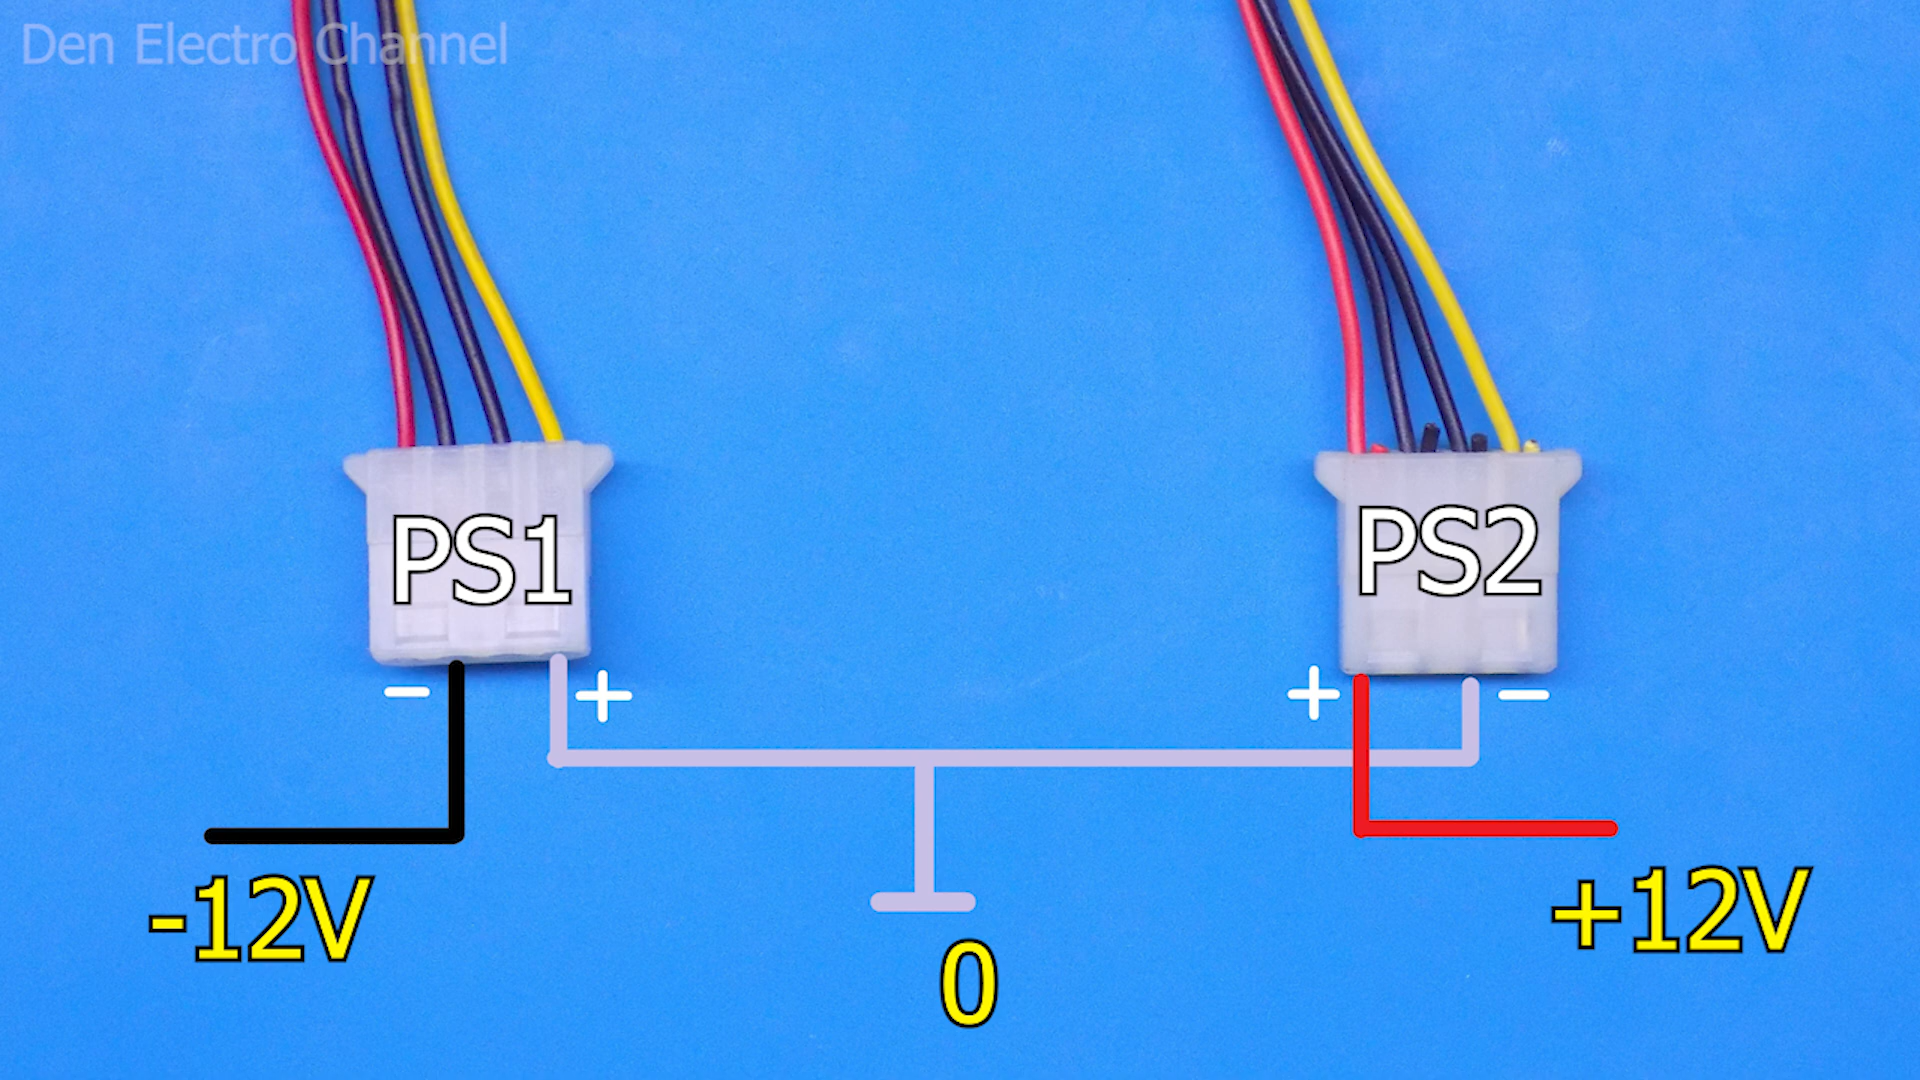 Den Electro Channel
PS1
PS2
- +
+ -
-12V
0
+12V